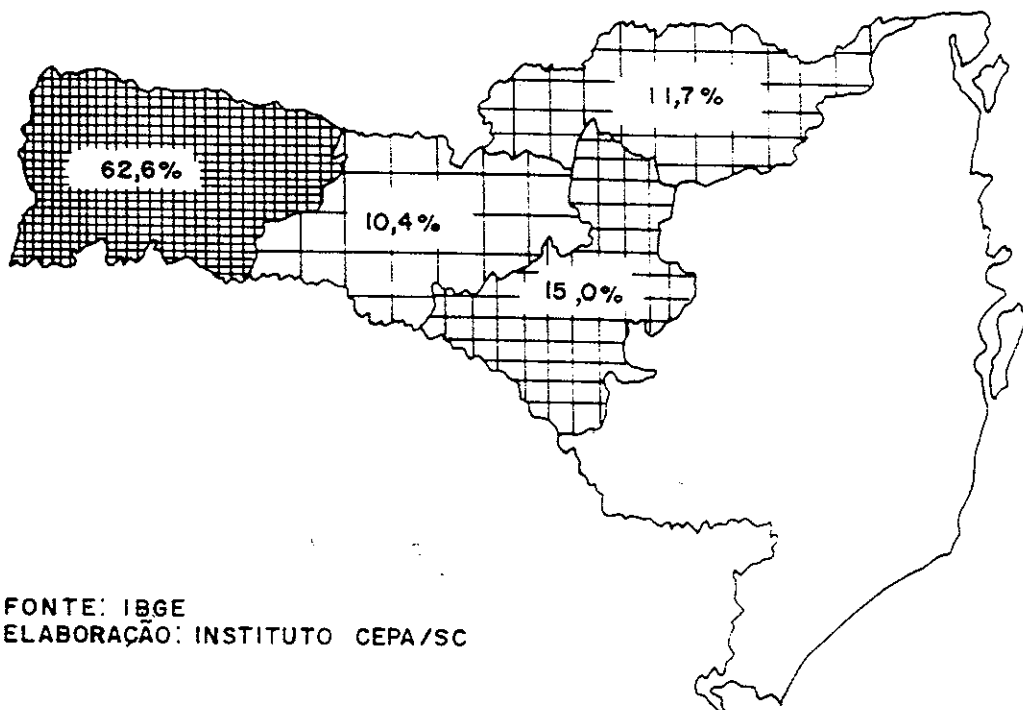 11,7%
62,6%
10,4%
15,0%
FONTE: IBGE
ELABORAÇÃO: INSTITUTO CEPA/SC